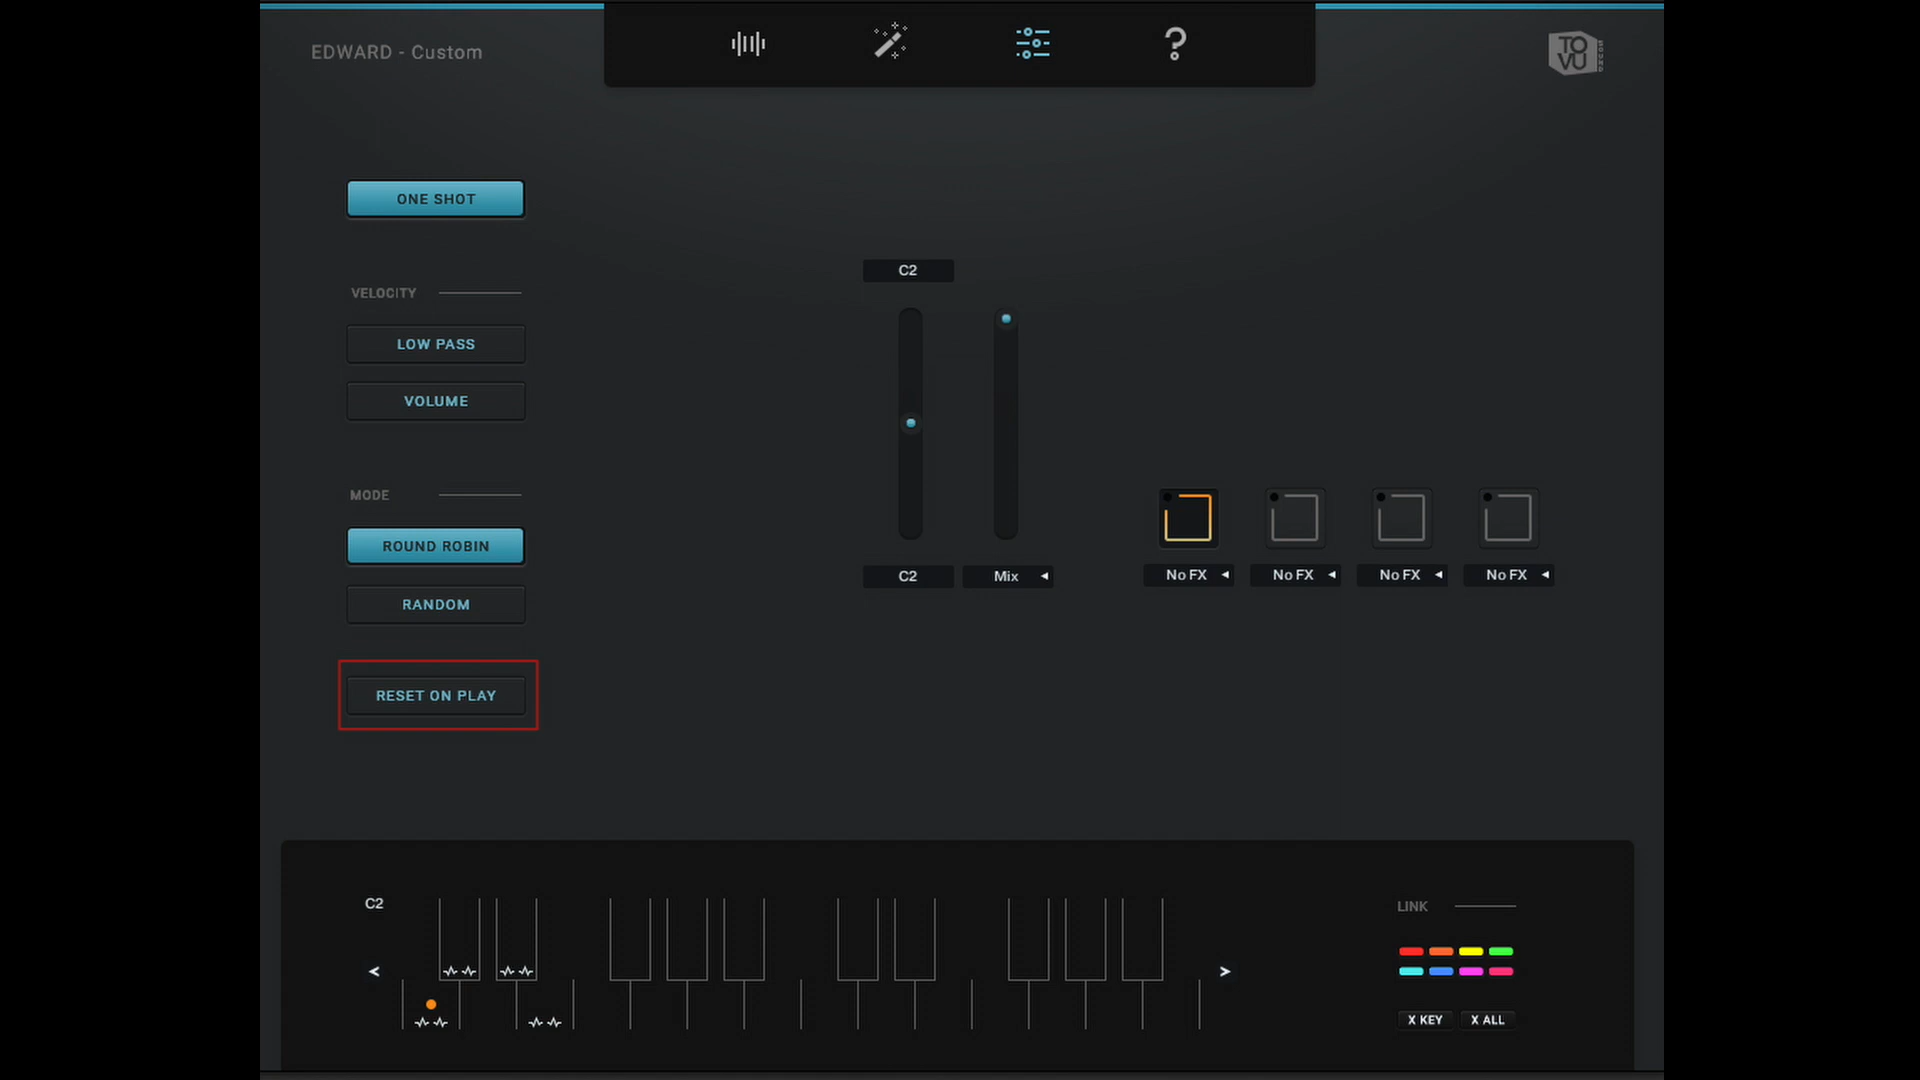 EDWARD - Custom
?
TO
VU
ONE SHOT
C2
VELOCITY
LOW PASS
VOLUME
MODE
ROUND ROBIN
C2
Mix
No FX
No FX
No FX
No FX
RANDOM
RESET ON PLAY
C2
LINK
X KEY
X ALL